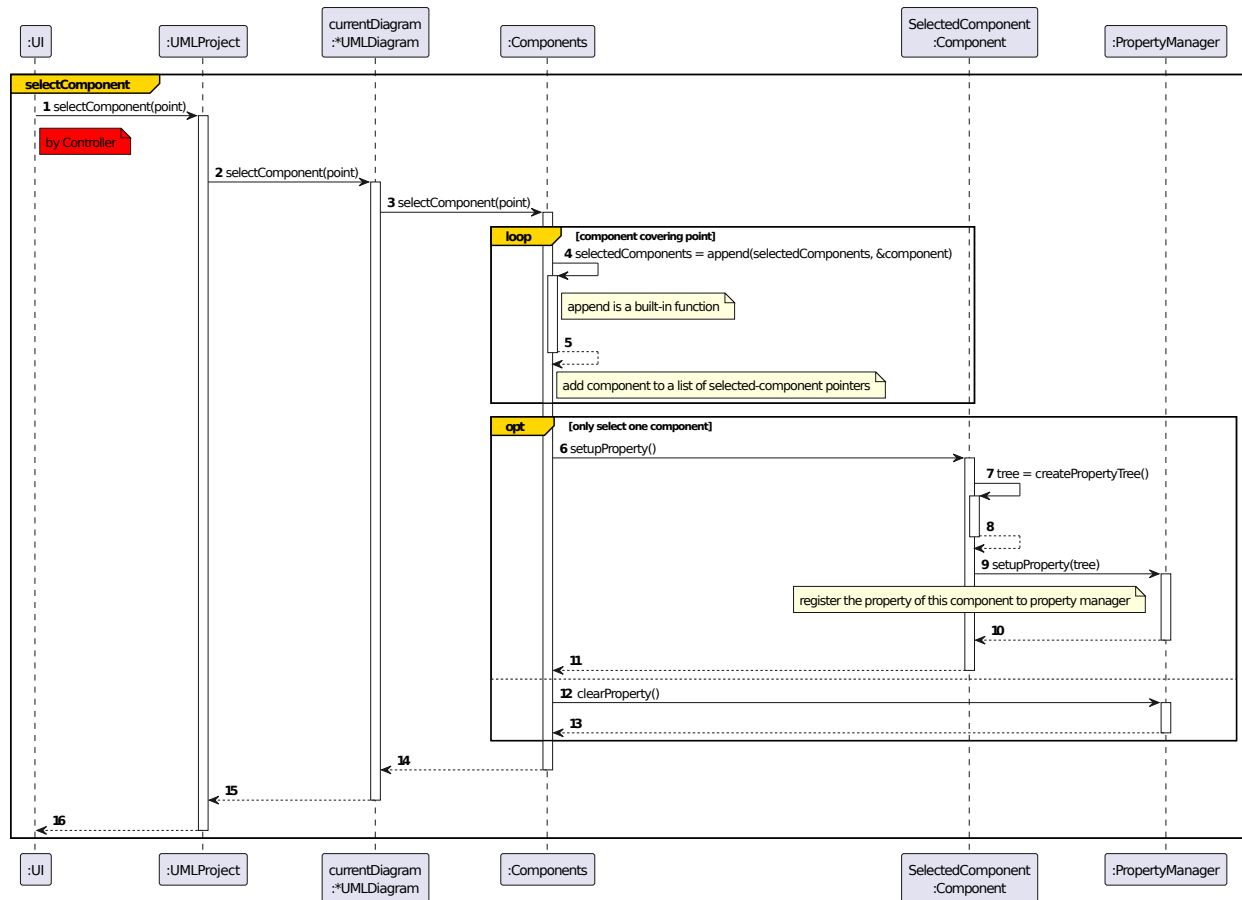 :UI
:UMLProject
currentDiagram
:*UMLDiagram
:Components
SelectedComponent
:Component
:PropertyManager
selectComponent
1 selectComponent(point)
by Controller
2 selectComponent(point)
3 selectComponent(point)
loop [component covering point]
4 selectedComponents = append(selectedComponents, &component)
append is a built-in function
5
add component to a list of selected-component pointers
opt [only select one component]
6 setupProperty()
7 tree = createPropertyTree()
8
9 setupProperty(tree)
register the property of this component to property manager
10
11
12 clearProperty()
13
14
15
16
:UI
:UMLProject
currentDiagram
:*UMLDiagram
:Components
SelectedComponent
:Component
:PropertyManager